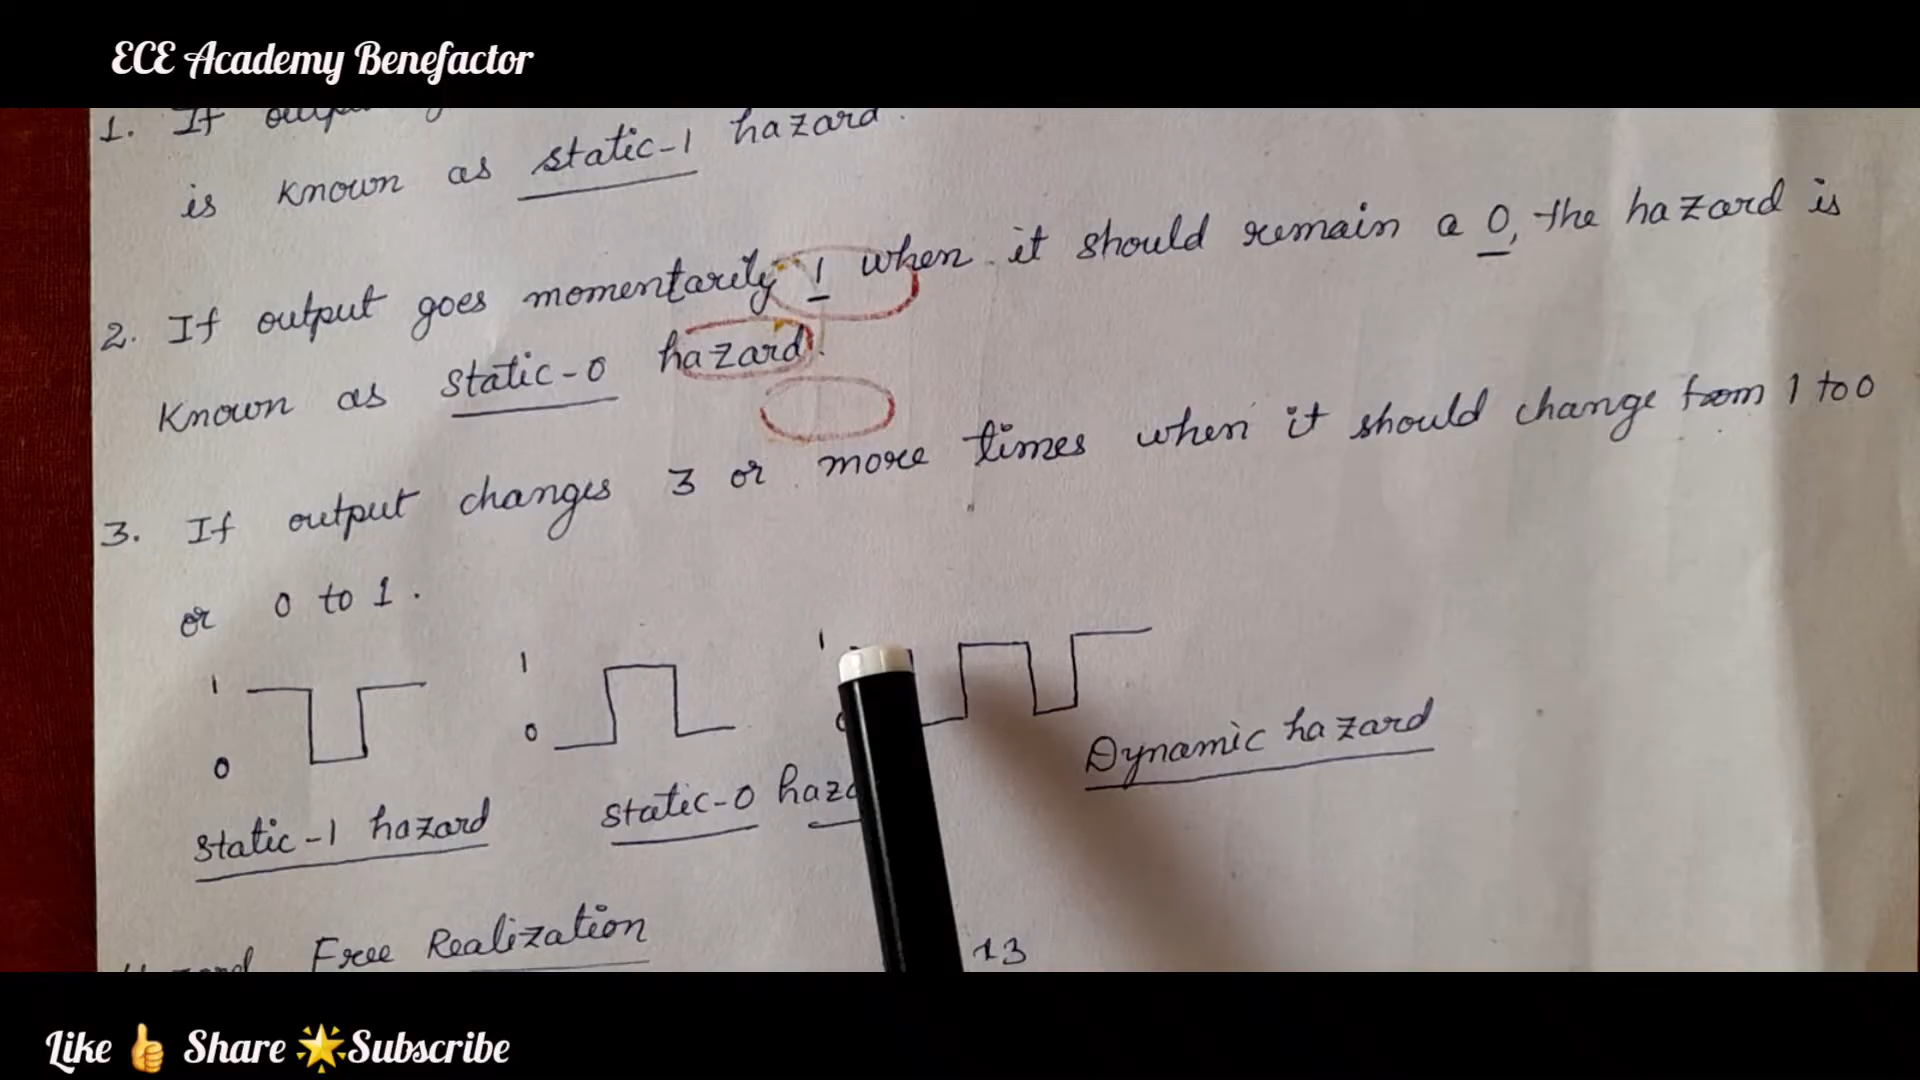 ECE Academy Benefactor
1. If output
is known as static-1 hazard.
2. If output goes momentarily 1 when it should remain a 0, the hazard is
known as static-0 hazard.
3. If output changes 3 or more times when it should change from 1 to 0
or 0 to 1.
1 1 1
0 0
static-1 hazard static-0 Dynamic hazard
Free Realization 13
Like 👍 Share 🌟Subscribe